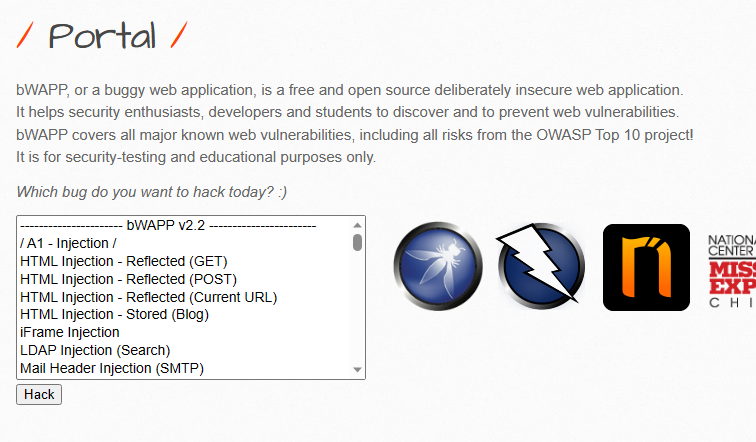 / Portal /
bWAPP, or a buggy web application, is a free and open source deliberately insecure web application.
It helps security enthusiasts, developers and students to discover and to prevent web vulnerabilities.
bWAPP covers all major known web vulnerabilities, including all risks from the OWASP Top 10 project!
It is for security-testing and educational purposes only.
Which bug do you want to hack today? :)
---------------------- bWAPP v2.2 -----------------------
/ A1 - Injection /
HTML Injection - Reflected (GET)
HTML Injection - Reflected (POST)
HTML Injection - Reflected (Current URL)
HTML Injection - Stored (Blog)
iFrame Injection
LDAP Injection (Search)
Mail Header Injection (SMTP)
Hack
n
NATIONA
CENTER
MISS
EXP
CHI